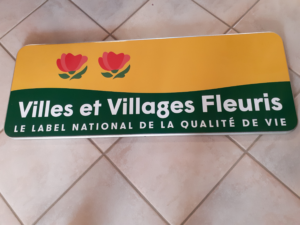 Villes et Villages Fleuris
LE LABEL NATIONAL DE LA QUALITÉ DE VIE